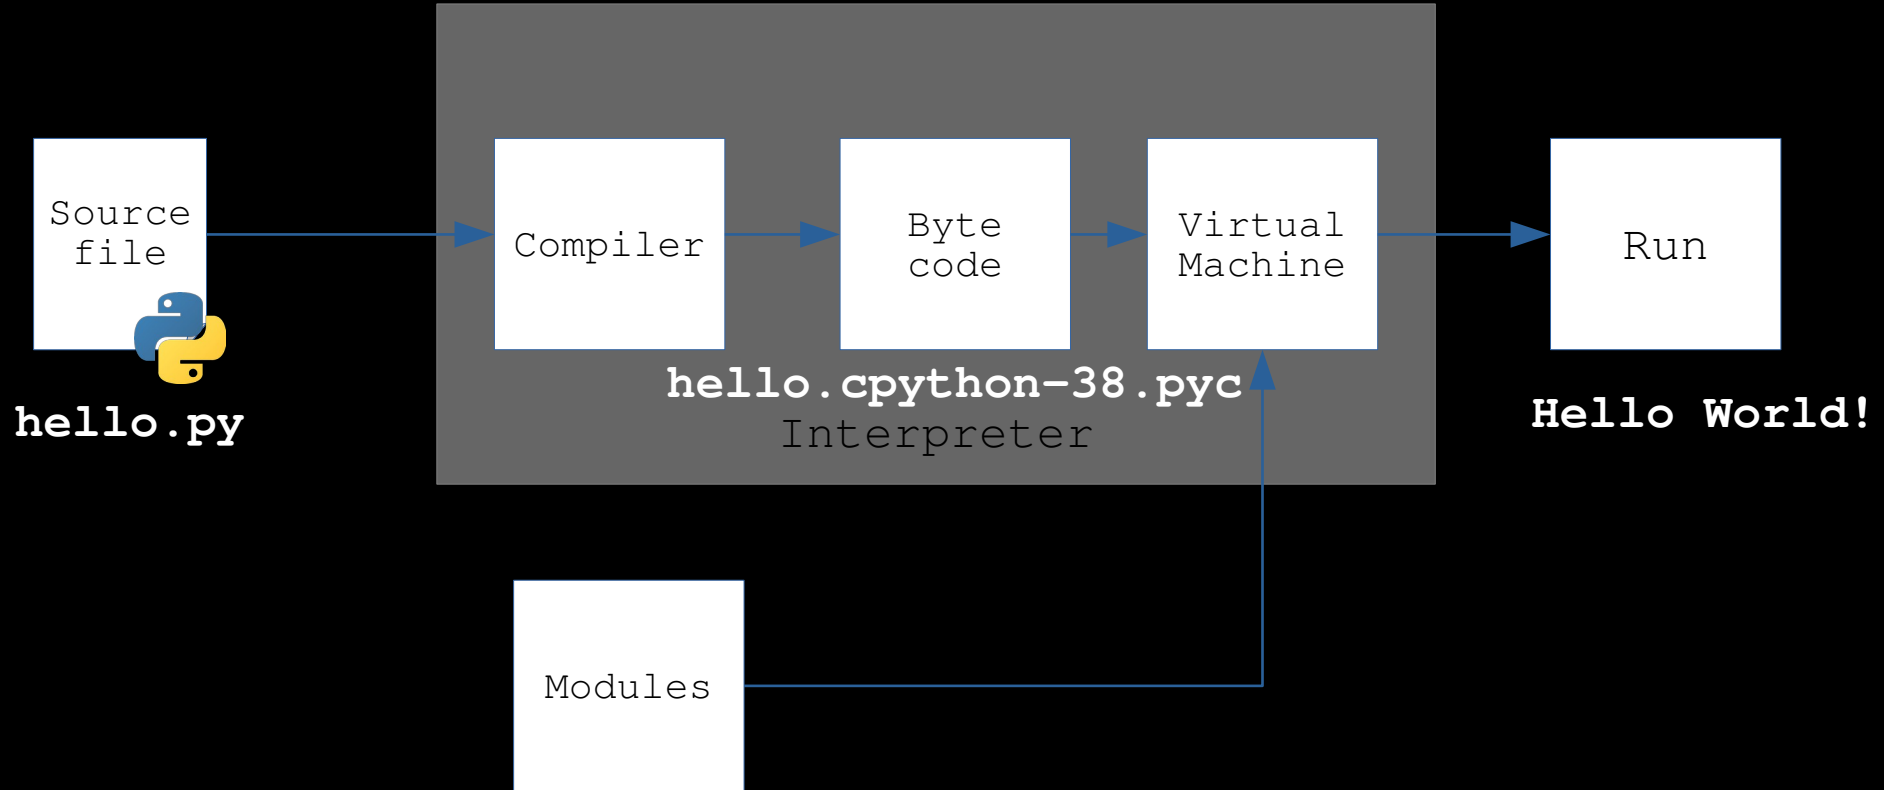 Source
file
hello.py
Compiler
Byte
code
Virtual
Machine
hello.cpython-38.pyc
Interpreter
Run
Hello World!
Modules